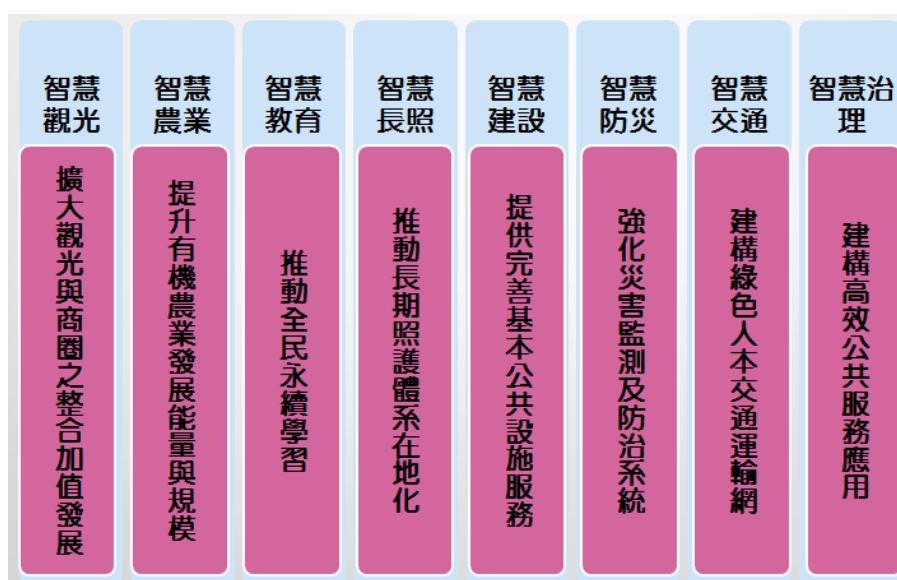 智慧
觀光
擴大觀光與商圈之整合加值發展
智慧
農業
提升有機農業發展能量與規模
智慧
教育
推動全民永續學習
智慧
長照
推動長期照護體系在地化
智慧
建設
提供完善基本公共設施服務
智慧
防災
強化災害監測及防治系統
智慧
交通
建構綠色人本交通運輸網
智慧治
理
建構高效公共服務應用